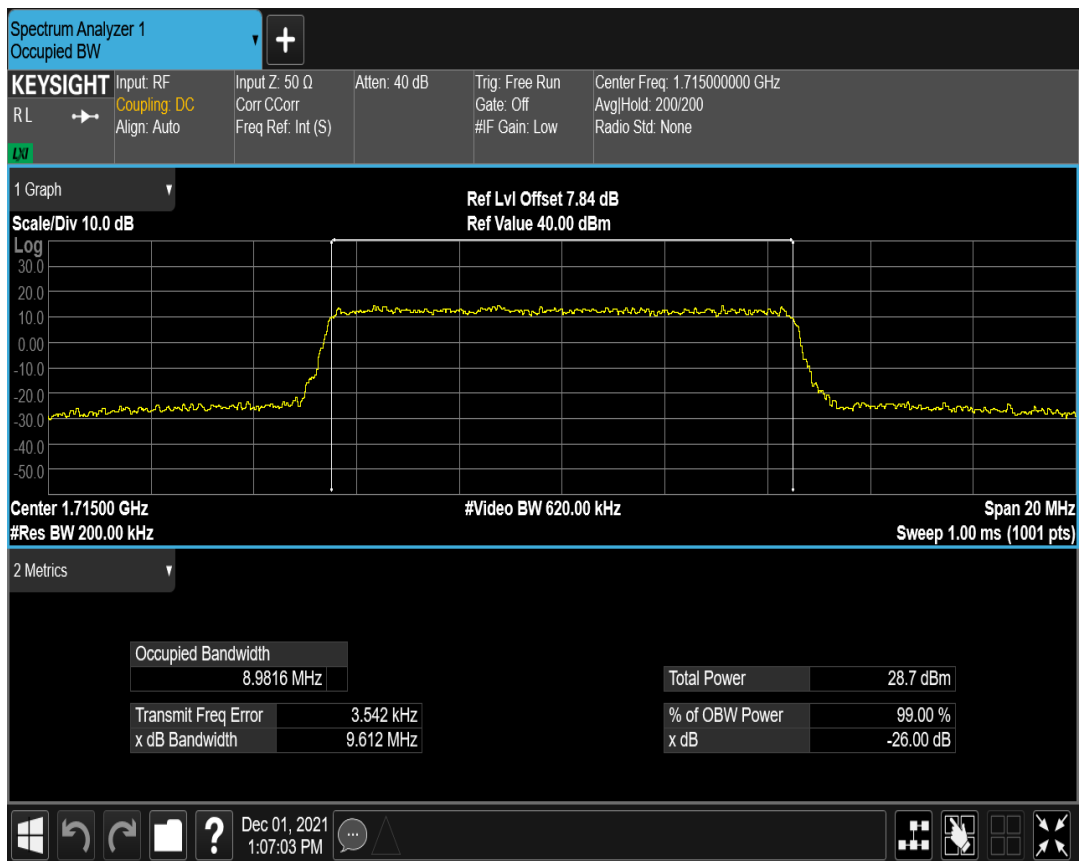 Spectrum Analyzer 1
Occupied BW
+
KEYSIGHT
R L
LXI
Input: RF
Coupling: DC
Align: Auto
Input Z: 50 Ω
Corr CCorr
Freq Ref: Int (S)
Atten: 40 dB
Trig: Free Run
Gate: Off
#IF Gain: Low
Center Freq: 1.715000000 GHz
Avg|Hold: 200/200
Radio Std: None
1 Graph
Scale/Div 10.0 dB
Ref Lvl Offset 7.84 dB
Ref Value 40.00 dBm
Log
30.0
20.0
10.0
0.00
-10.0
-20.0
-30.0
-40.0
-50.0
Center 1.71500 GHz
#Video BW 620.00 kHz
Span 20 MHz
#Res BW 200.00 kHz
Sweep 1.00 ms (1001 pts)
2 Metrics
Occupied Bandwidth
8.9816 MHz
Total Power 28.7 dBm
Transmit Freq Error 3.542 kHz
% of OBW Power 99.00 %
x dB Bandwidth 9.612 MHz
x dB -26.00 dB
?
Dec 01, 2021
1:07:03 PM